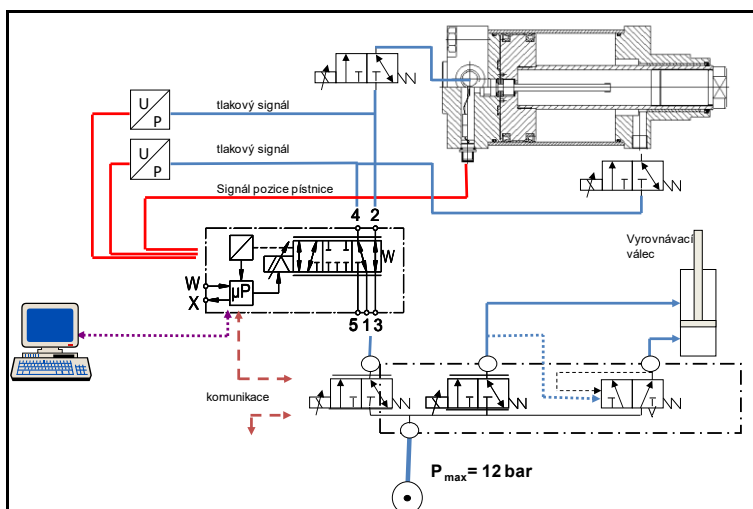 U
P
tlakový signál
U
P
tlakový signál
Signál pozice pístnice
4 2
W
W
X
µP
5 1 3
Vyrovnávací
válec
komunikace
Pmax= 12 bar